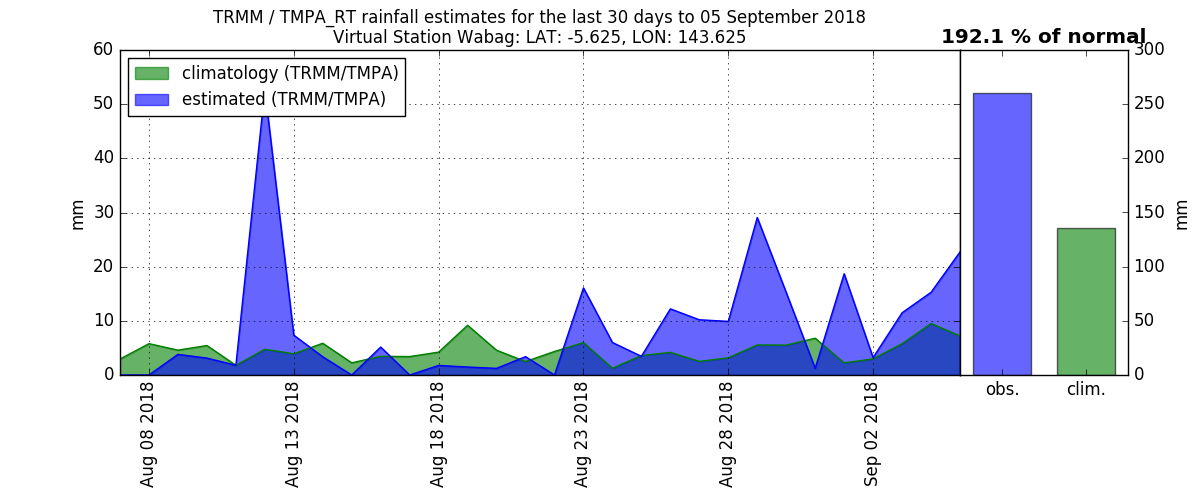 TRMM / TMPA_RT rainfall estimates for the last 30 days to 05 September 2018
Virtual Station Wabag: LAT: -5.625, LON: 143.625
192.1 % of normal
climatology (TRMM/TMPA)
estimated (TRMM/TMPA)
60
50
40
30
20
10
0
mm
Aug 08 2018
Aug 13 2018
Aug 18 2018
Aug 23 2018
Aug 28 2018
Sep 02 2018
300
250
200
150
100
50
0
mm
obs.
clim.